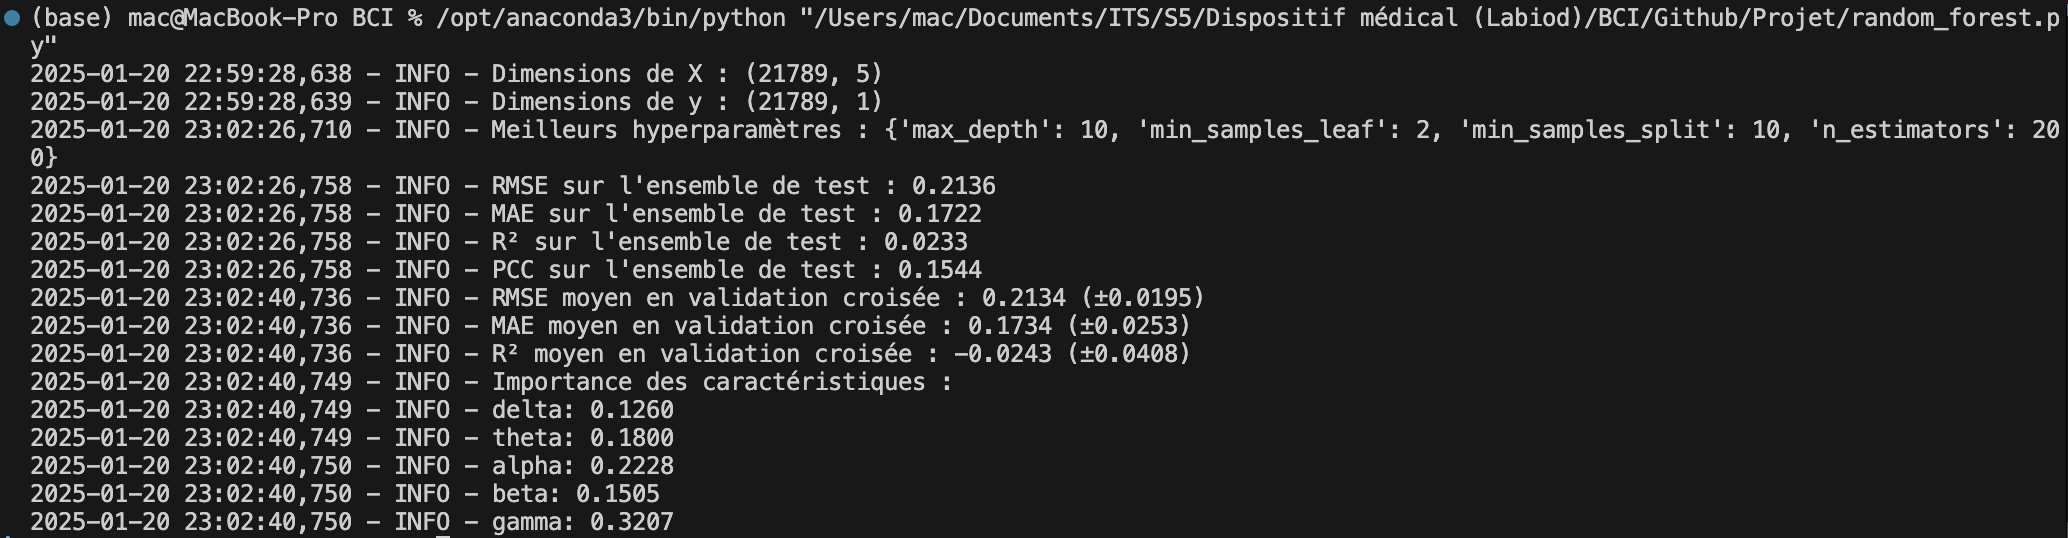 (base) mac@MacBook-Pro BCI % /opt/anaconda3/bin/python "/Users/mac/Documents/ITS/S5/Dispositif médical (Labiod)/BCI/Github/Projet/random_forest.p
y"
2025-01-20 22:59:28,638 - INFO - Dimensions de X : (21789, 5)
2025-01-20 22:59:28,639 - INFO - Dimensions de y : (21789, 1)
2025-01-20 23:02:26,710 - INFO - Meilleurs hyperparamètres : {'max_depth': 10, 'min_samples_leaf': 2, 'min_samples_split': 10, 'n_estimators': 20
0}
2025-01-20 23:02:26,758 - INFO - RMSE sur l'ensemble de test : 0.2136
2025-01-20 23:02:26,758 - INFO - MAE sur l'ensemble de test : 0.1722
2025-01-20 23:02:26,758 - INFO - R² sur l'ensemble de test : 0.0233
2025-01-20 23:02:26,758 - INFO - PCC sur l'ensemble de test : 0.1544
2025-01-20 23:02:40,736 - INFO - RMSE moyen en validation croisée : 0.2134 (±0.0195)
2025-01-20 23:02:40,736 - INFO - MAE moyen en validation croisée : 0.1734 (±0.0253)
2025-01-20 23:02:40,736 - INFO - R² moyen en validation croisée : -0.0243 (±0.0408)
2025-01-20 23:02:40,749 - INFO - Importance des caractéristiques :
2025-01-20 23:02:40,749 - INFO - delta: 0.1260
2025-01-20 23:02:40,749 - INFO - theta: 0.1800
2025-01-20 23:02:40,750 - INFO - alpha: 0.2228
2025-01-20 23:02:40,750 - INFO - beta: 0.1505
2025-01-20 23:02:40,750 - INFO - gamma: 0.3207